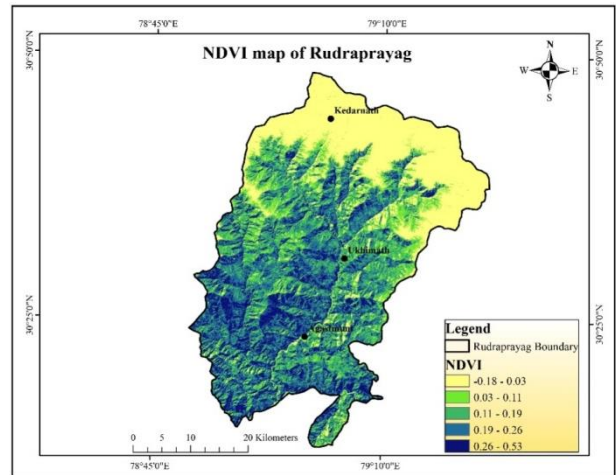 78°45'0"E 79°10'0"E
NDVI map of Rudraprayag
N
W E
S
30°50'0"N 30°50'0"N
Kedarnath
Ukhimath
30°25'0"N 30°25'0"N
Agastmuni
Legend
Rudraprayag Boundary
NDVI
-0.18 - 0.03
0.03 - 0.11
0.11 - 0.19
0.19 - 0.26
0.26 - 0.53
0 5 10 20 Kilometers
78°45'0"E 79°10'0"E